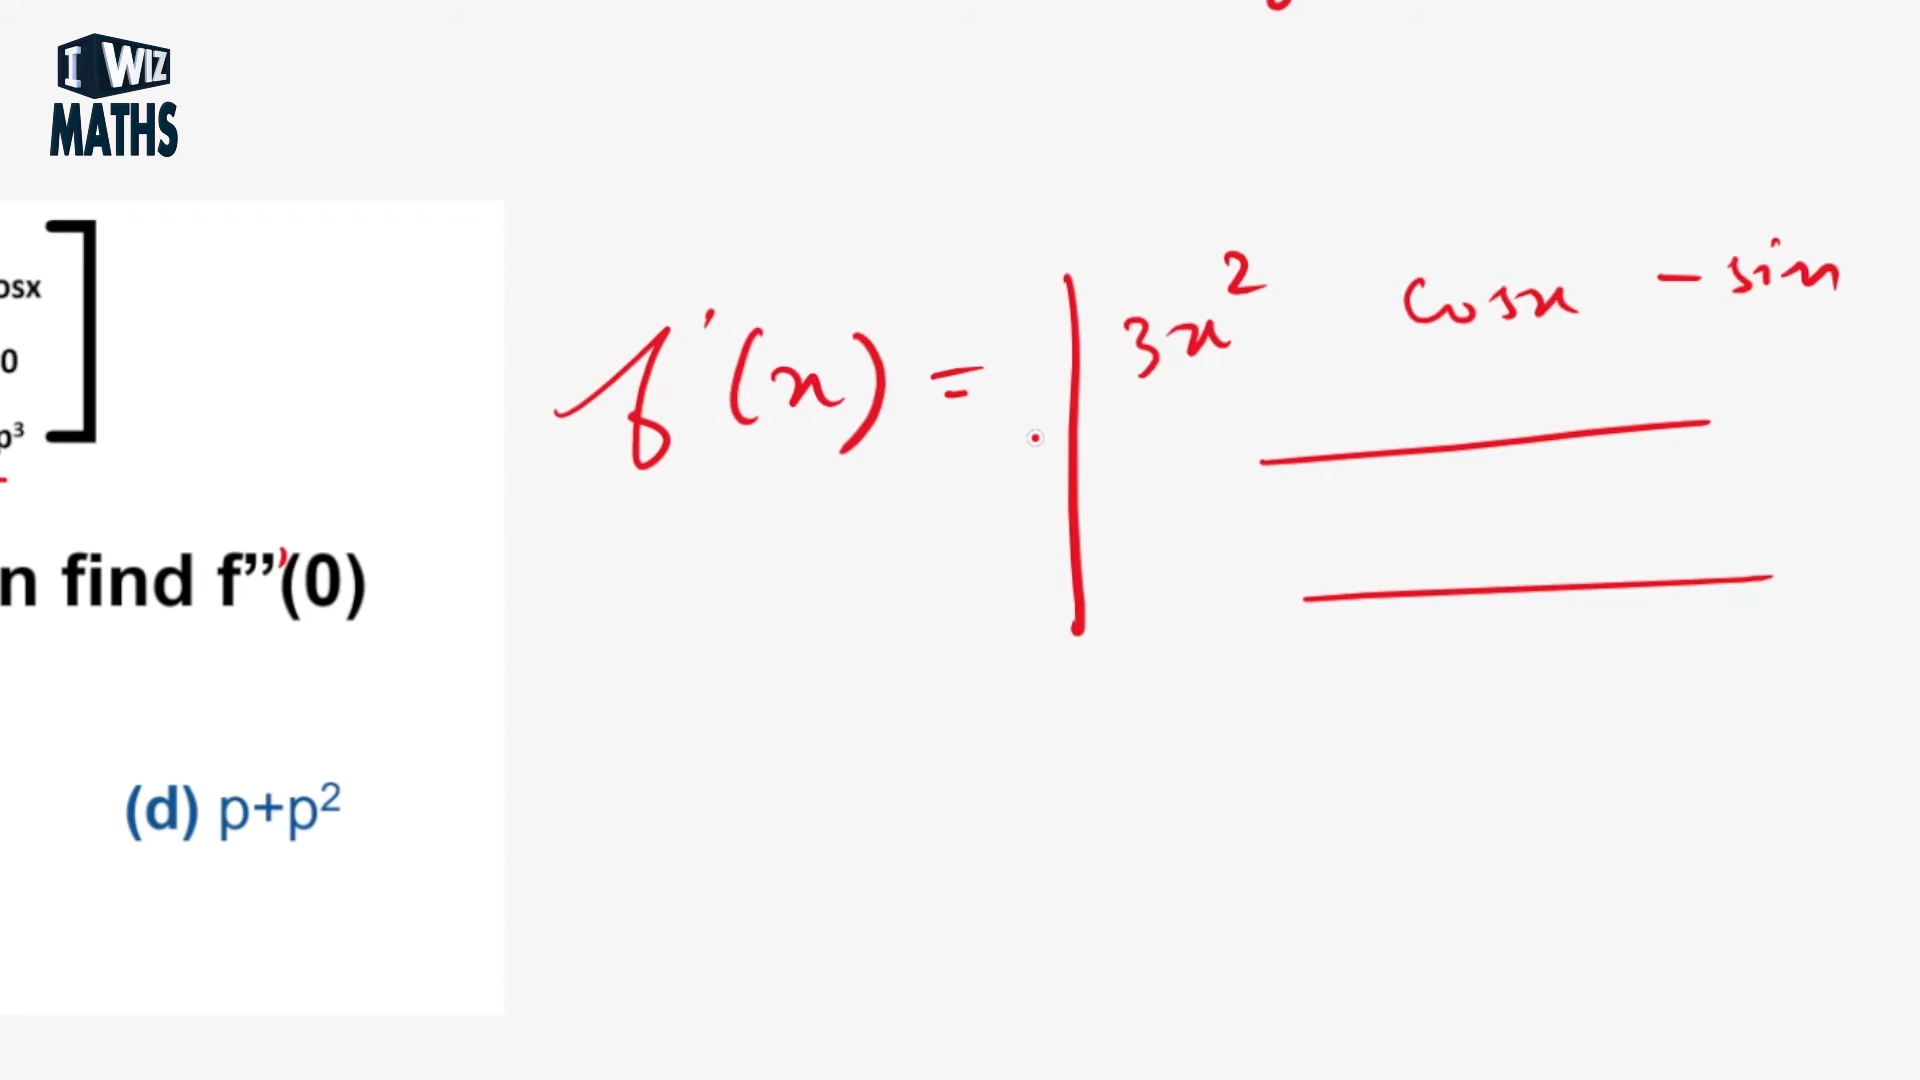 I WIZ
MATHS
osx
0
p³
f'(x) = | 3x² cosx - sin
n find f”’(0)
(d) p+p²